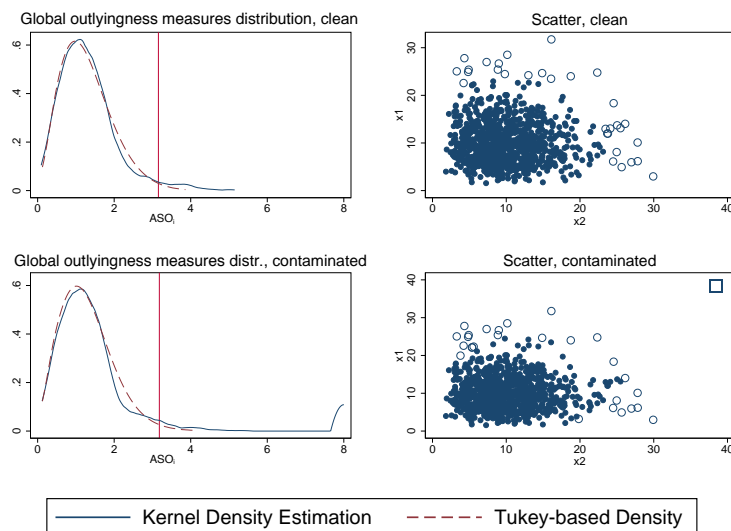 Global outlyingness measures distribution, clean
0 .2 .4 .6
0 2 4 6 8
ASOi
Scatter, clean
x1
0 10 20 30
0 10 20 30 40
x2
Global outlyingness measures distr., contaminated
0 .2 .4 .6
0 2 4 6 8
ASOi
Scatter, contaminated
x1
0 10 20 30 40
0 10 20 30 40
x2
Kernel Density Estimation
Tukey-based Density